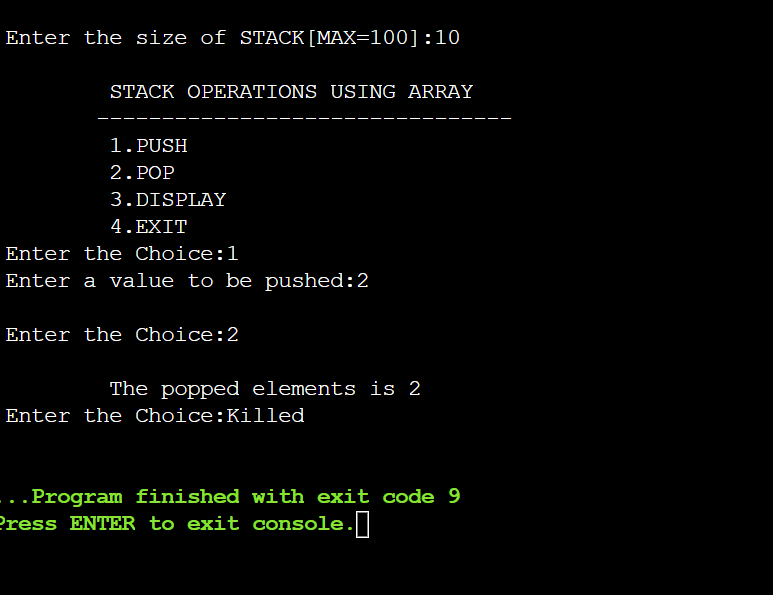 Enter the size of STACK[MAX=100]:10
STACK OPERATIONS USING ARRAY
--------------------------------
1.PUSH
2.POP
3.DISPLAY
4.EXIT
Enter the Choice:1
Enter a value to be pushed:2
Enter the Choice:2
The popped elements is 2
Enter the Choice:Killed
...Program finished with exit code 9
Press ENTER to exit console.